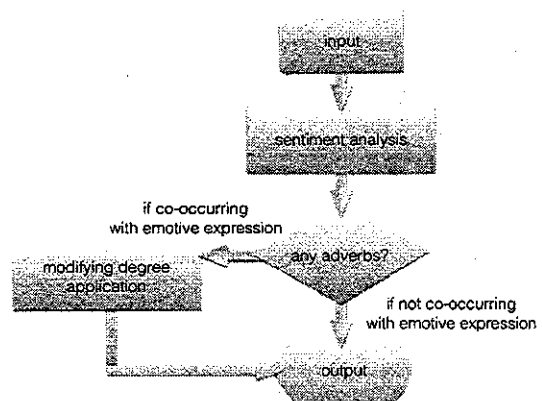 input
sentiment analysis
if co-occurring
with emotive expression
any adverbs?
modifying degree
application
if not co-occurring
with emotive expression
output